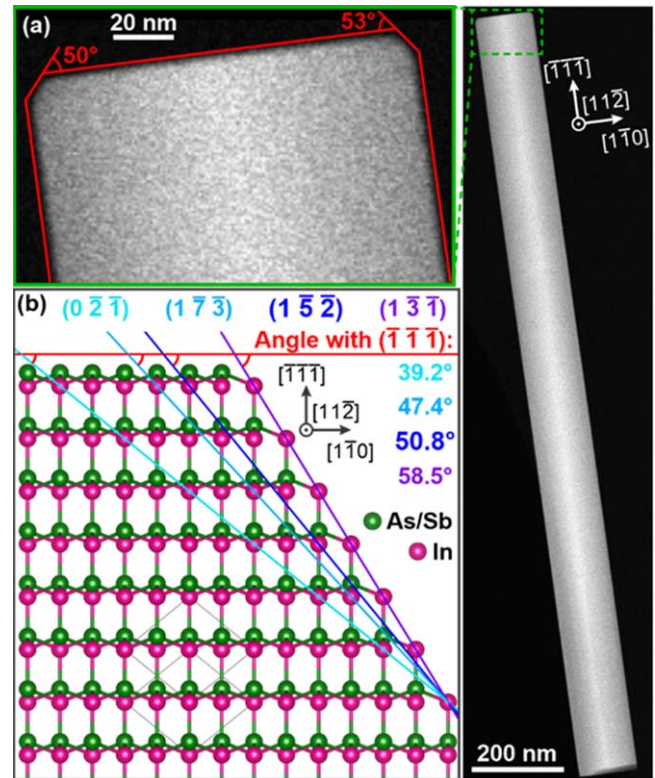 (a)
20 nm
50°
53°
[1̅1̅1̅]
[112̅]
[11̅0]
200 nm
(b)
(0 2̅ 1̅) (1 7̅ 3̅) (1 5̅ 2̅) (1 3̅ 1̅)
Angle with (1̅ 1̅ 1̅):
39.2°
47.4°
50.8°
58.5°
[1̅1̅1̅]
[112̅]
[11̅0]
As/Sb
In